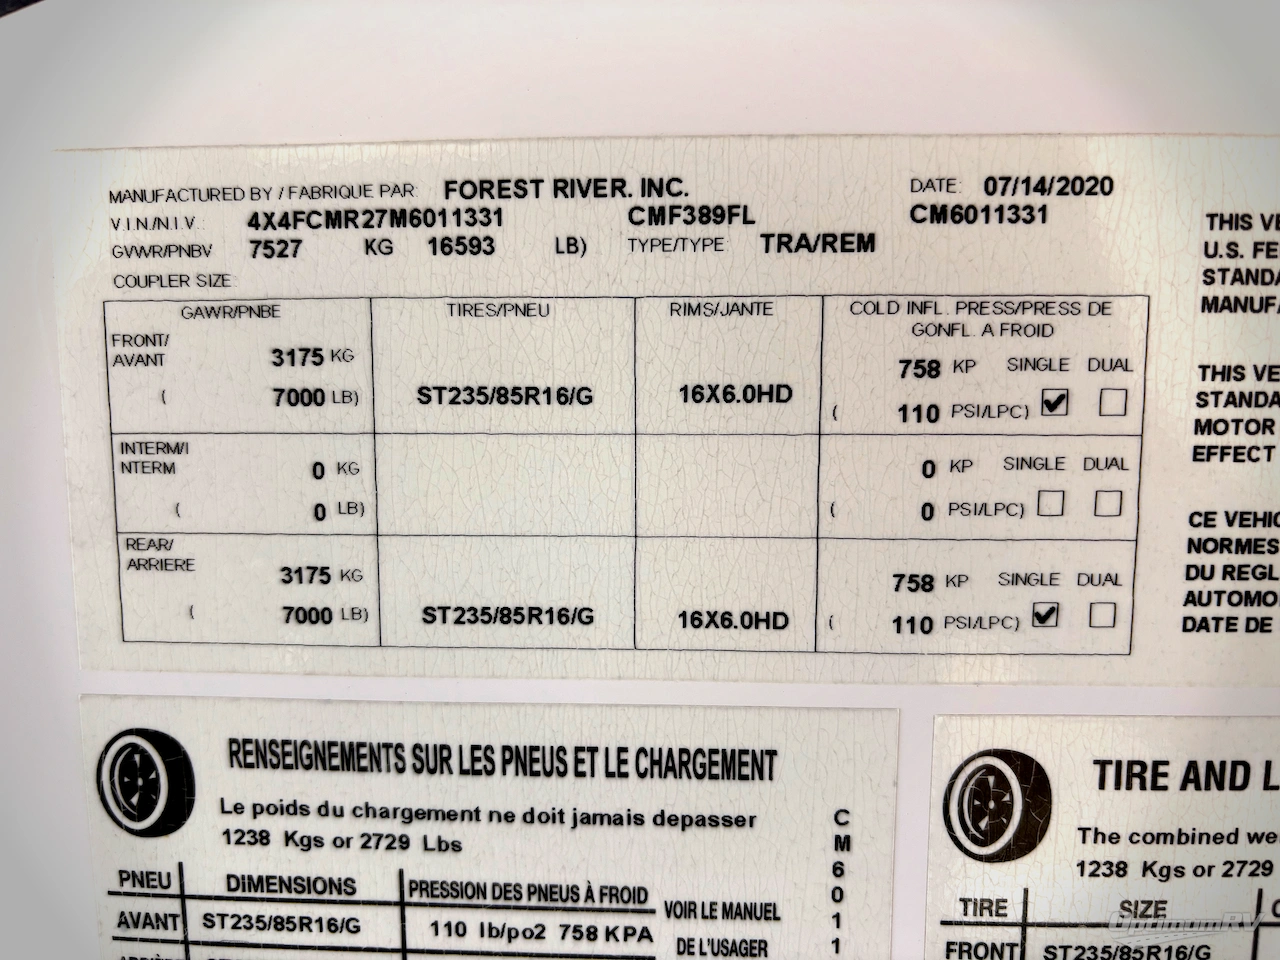 MANUFACTURED BY / FABRIQUE PAR: FOREST RIVER. INC. DATE: 07/14/2020
V.I.N./N.I.V.: 4X4FCMR27M6011331 CMF389FL CM6011331
GVWR/PNBV 7527 KG 16593 LB) TYPE/TYPE TRA/REM
COUPLER SIZE:
GAWR/PNBE TIRES/PNEU RIMS/JANTE COLD INFL. PRESS/PRESS DE
GONFL. A FROID
FRONT/
AVANT 3175 KG 758 KP SINGLE DUAL
( 7000 LB) ST235/85R16/G 16X6.0HD ( 110 PSI/LPC)
INTERM/I
NTERM 0 KG 0 KP SINGLE DUAL
( 0 LB) ( 0 PSI/LPC)
REAR/
ARRIERE 3175 KG 758 KP SINGLE DUAL
( 7000 LB) ST235/85R16/G 16X6.0HD ( 110 PSI/LPC)
THIS VE
U.S. FE
STANDA
MANUFA
THIS VE
STANDA
MOTOR
EFFECT
CE VEHIC
NORMES
DU REGL
AUTOMO
DATE DE
RENSEIGNEMENTS SUR LES PNEUS ET LE CHARGEMENT
Le poids du chargement ne doit jamais depasser
1238 Kgs or 2729 Lbs
PNEU DIMENSIONS PRESSION DES PNEUS À FROID
AVANT ST235/85R16/G 110 lb/po2 758 KPA
VOIR LE MANUEL
DE L'USAGER
C
M
6
0
1
1
TIRE AND L
The combined we
1238 Kgs or 2729
TIRE SIZE
FRONT ST235/85R16/G
OptimumRV